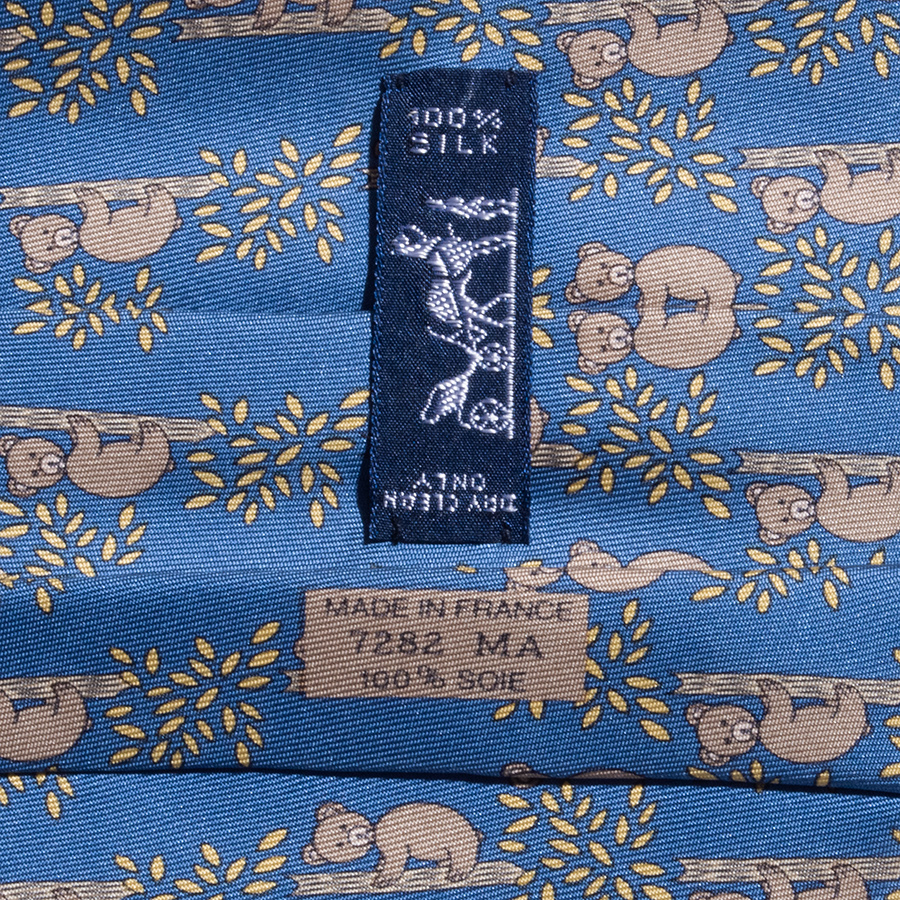 100%
SILK
DRY CLEAN
ONLY
MADE IN FRANCE
7282 MA
100% SOIE